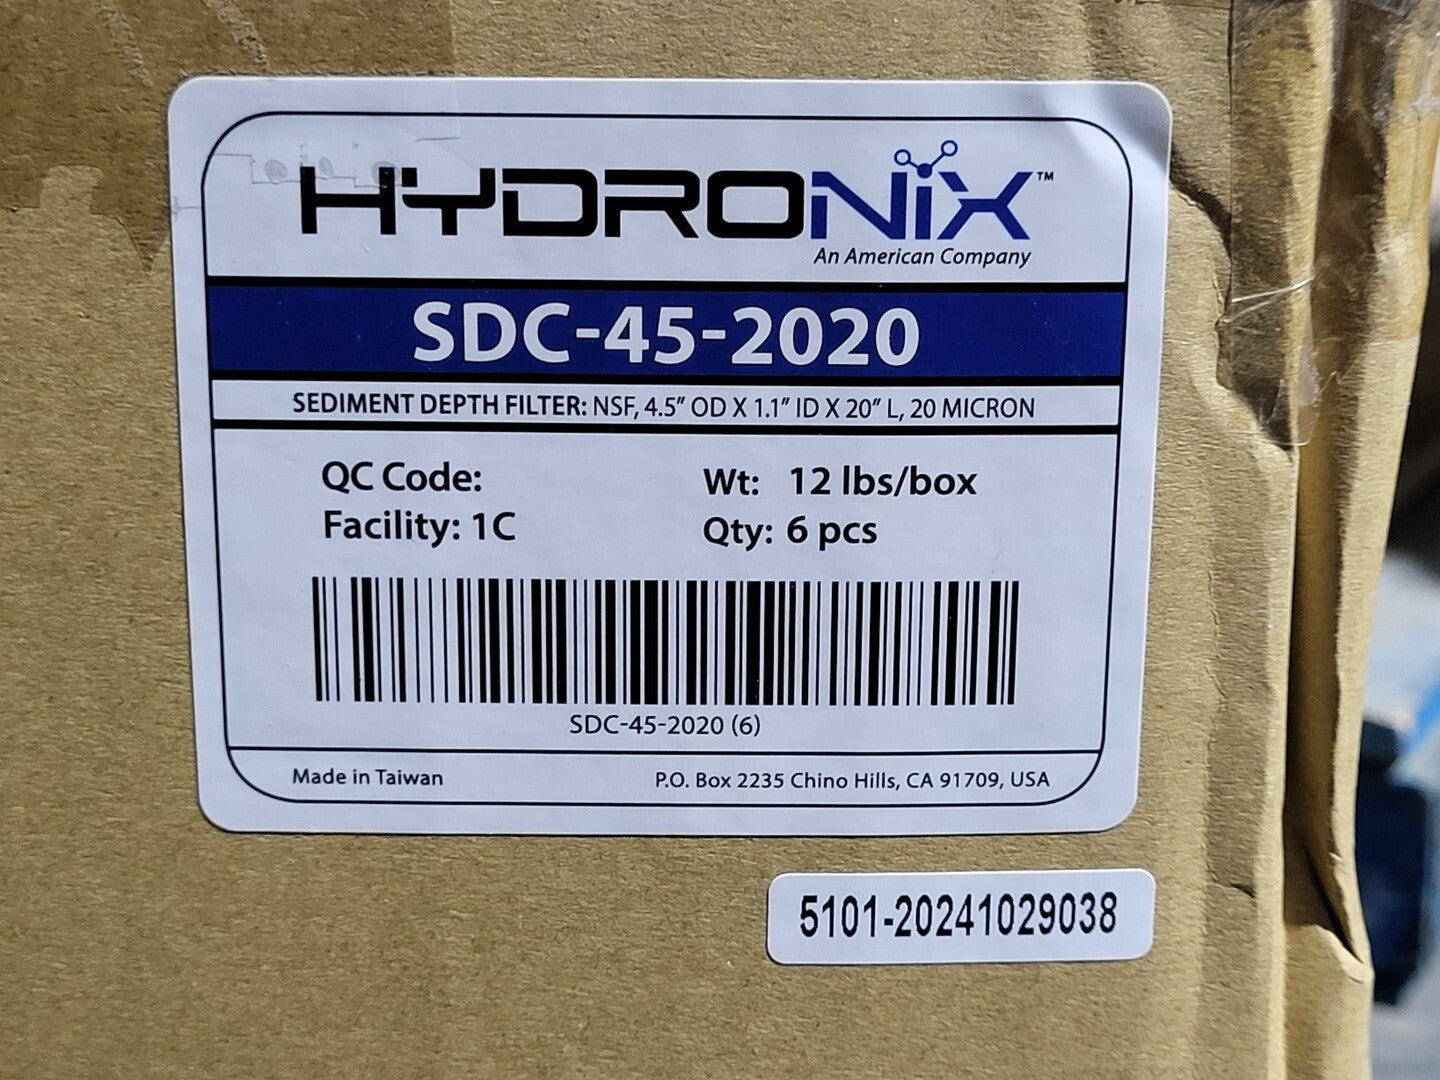 HYDRONIX™
An American Company
SDC-45-2020
SEDIMENT DEPTH FILTER: NSF, 4.5" OD X 1.1" ID X 20" L, 20 MICRON
QC Code:
Facility: 1C
Wt: 12 lbs/box
Qty: 6 pcs
SDC-45-2020 (6)
Made in Taiwan
P.O. Box 2235 Chino Hills, CA 91709, USA
5101-20241029038